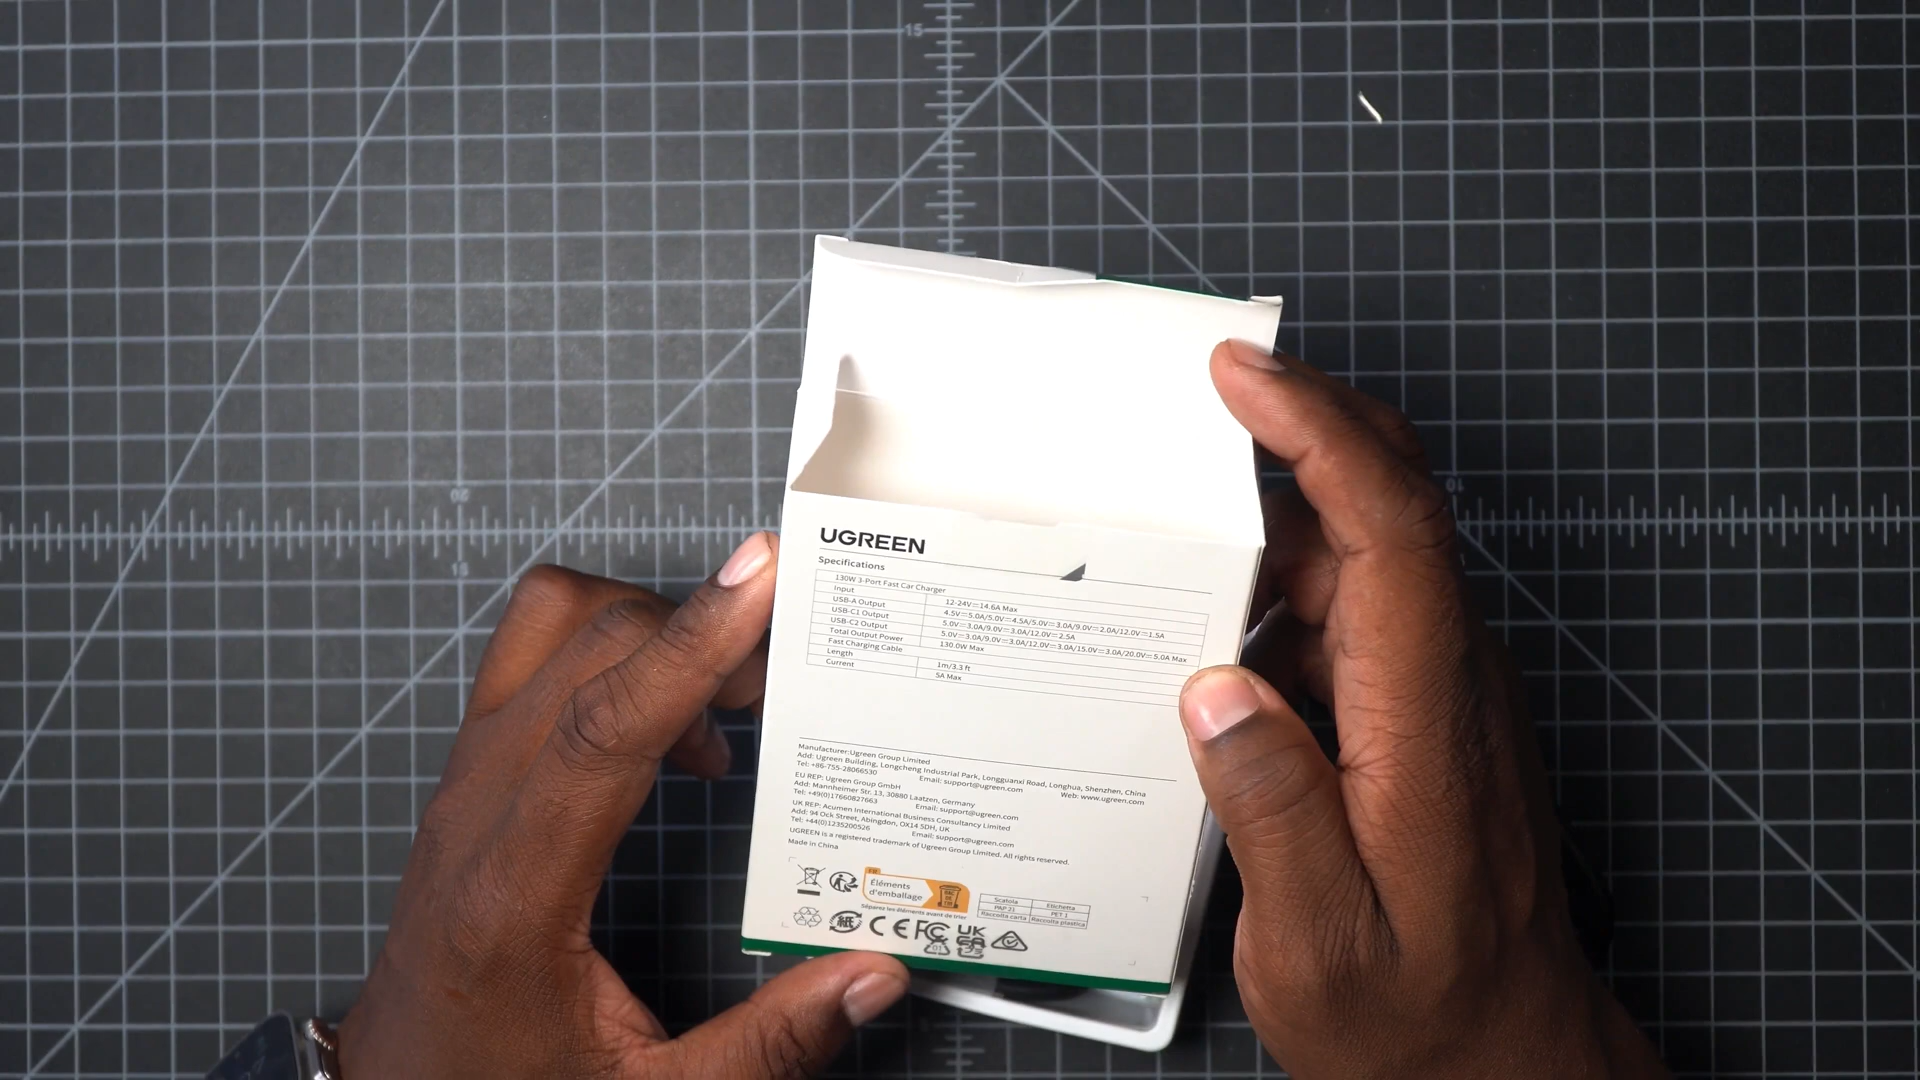 15
20
15
10
UGREEN
Specifications
130W 3-Port Fast Car Charger
Input 12-24V⎓14.6A Max
USB-A Output 4.5V⎓5.0A/5.0V⎓4.5A/5.0V⎓3.0A/9.0V⎓2.0A/12.0V⎓1.5A
USB-C1 Output 5.0V⎓3.0A/9.0V⎓3.0A/12.0V⎓2.5A
USB-C2 Output 5.0V⎓3.0A/9.0V⎓3.0A/12.0V⎓3.0A/15.0V⎓3.0A/20.0V⎓5.0A Max
Total Output Power 130.0W Max
Fast Charging Cable
Length 1m/3.3 ft
Current 5A Max
Manufacturer:Ugreen Group Limited
Add: Ugreen Building, Longcheng Industrial Park, Longguanxi Road, Longhua, Shenzhen, China
Tel: +86-755-28066530 Email: support@ugreen.com Web: www.ugreen.com
EU REP: Ugreen Group GmbH
Add: Mannheimer Str. 13, 30880 Laatzen, Germany
Tel: +49(0)17660827663 Email: support@ugreen.com
UK REP: Acumen International Business Consultancy Limited
Add: 94 Ock Street, Abingdon, OX14 5DH, UK
Tel: +44(0)1235200526 Email: support@ugreen.com
UGREEN is a registered trademark of Ugreen Group Limited. All rights reserved.
Made in China
FR
Éléments
d'emballage
Séparez les éléments avant de trier
Scatola Etichetta
PAP 21 PET 1
Raccolta carta Raccolta plastica
CE FC UK
CA